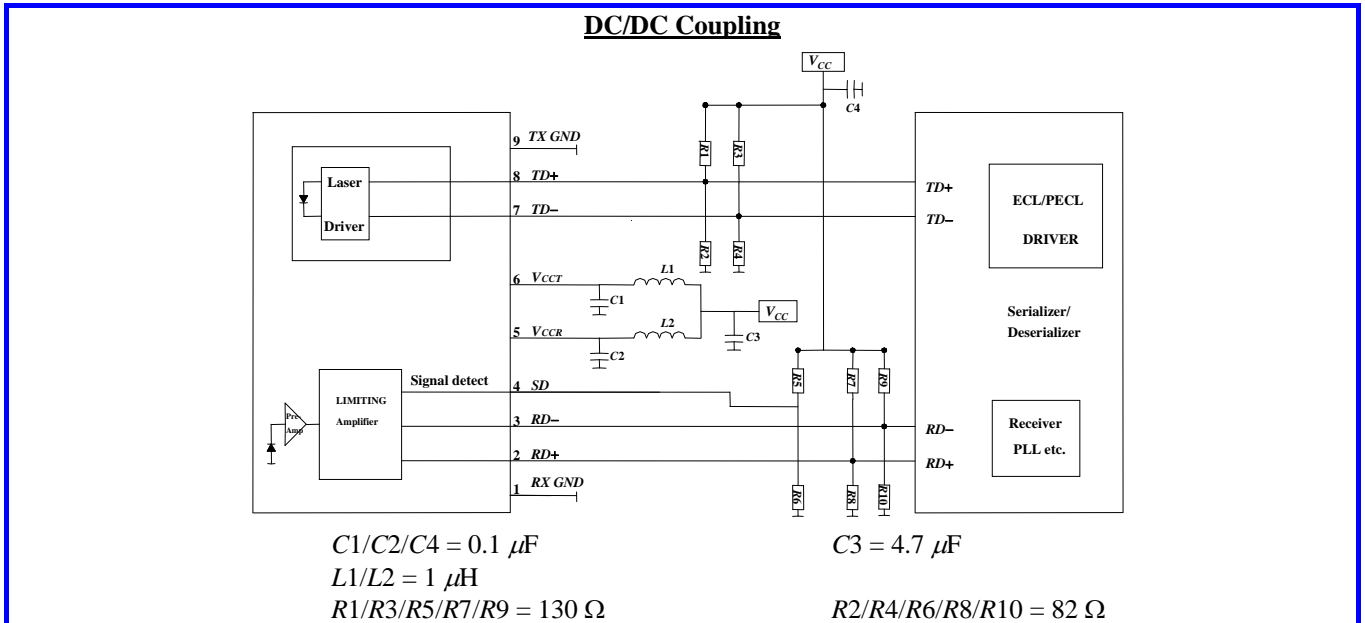 DC/DC Coupling
VCC
C4
9 TX GND
R1
R3
Laser
Driver
8 TD+
TD+
ECL/PECL
DRIVER
7 TD−
TD−
R2
R4
6 VCCT
L1
C1
VCC
Serializer/
Deserializer
5 VCCR
L2
C3
C2
R5
R7
R9
Signal detect
4 SD
LIMITING
Amplifier
Pre-
Amp
3 RD−
RD−
Receiver
PLL etc.
2 RD+
RD+
1 RX GND
R6
R8
R10
C1/C2/C4 = 0.1 μF
C3 = 4.7 μF
L1/L2 = 1 μH
R1/R3/R5/R7/R9 = 130 Ω
R2/R4/R6/R8/R10 = 82 Ω